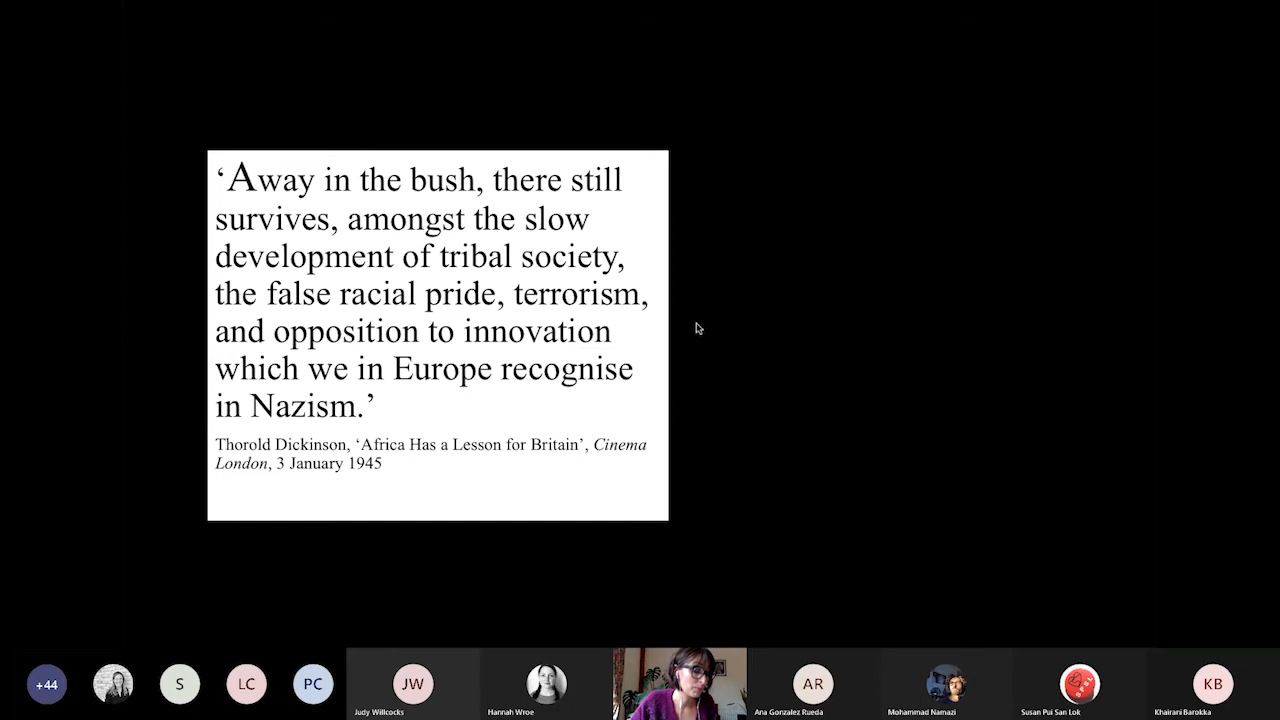 ‘Away in the bush, there still
survives, amongst the slow
development of tribal society,
the false racial pride, terrorism,
and opposition to innovation
which we in Europe recognise
in Nazism.’
Thorold Dickinson, ‘Africa Has a Lesson for Britain’, Cinema
London, 3 January 1945
+44
S
LC
PC
JW
AR
KB
Judy Willcocks
Hannah Wroe
Ana Gonzalez Rueda
Mohammad Namazi
Susan Pui San Lok
Khairani Barokka